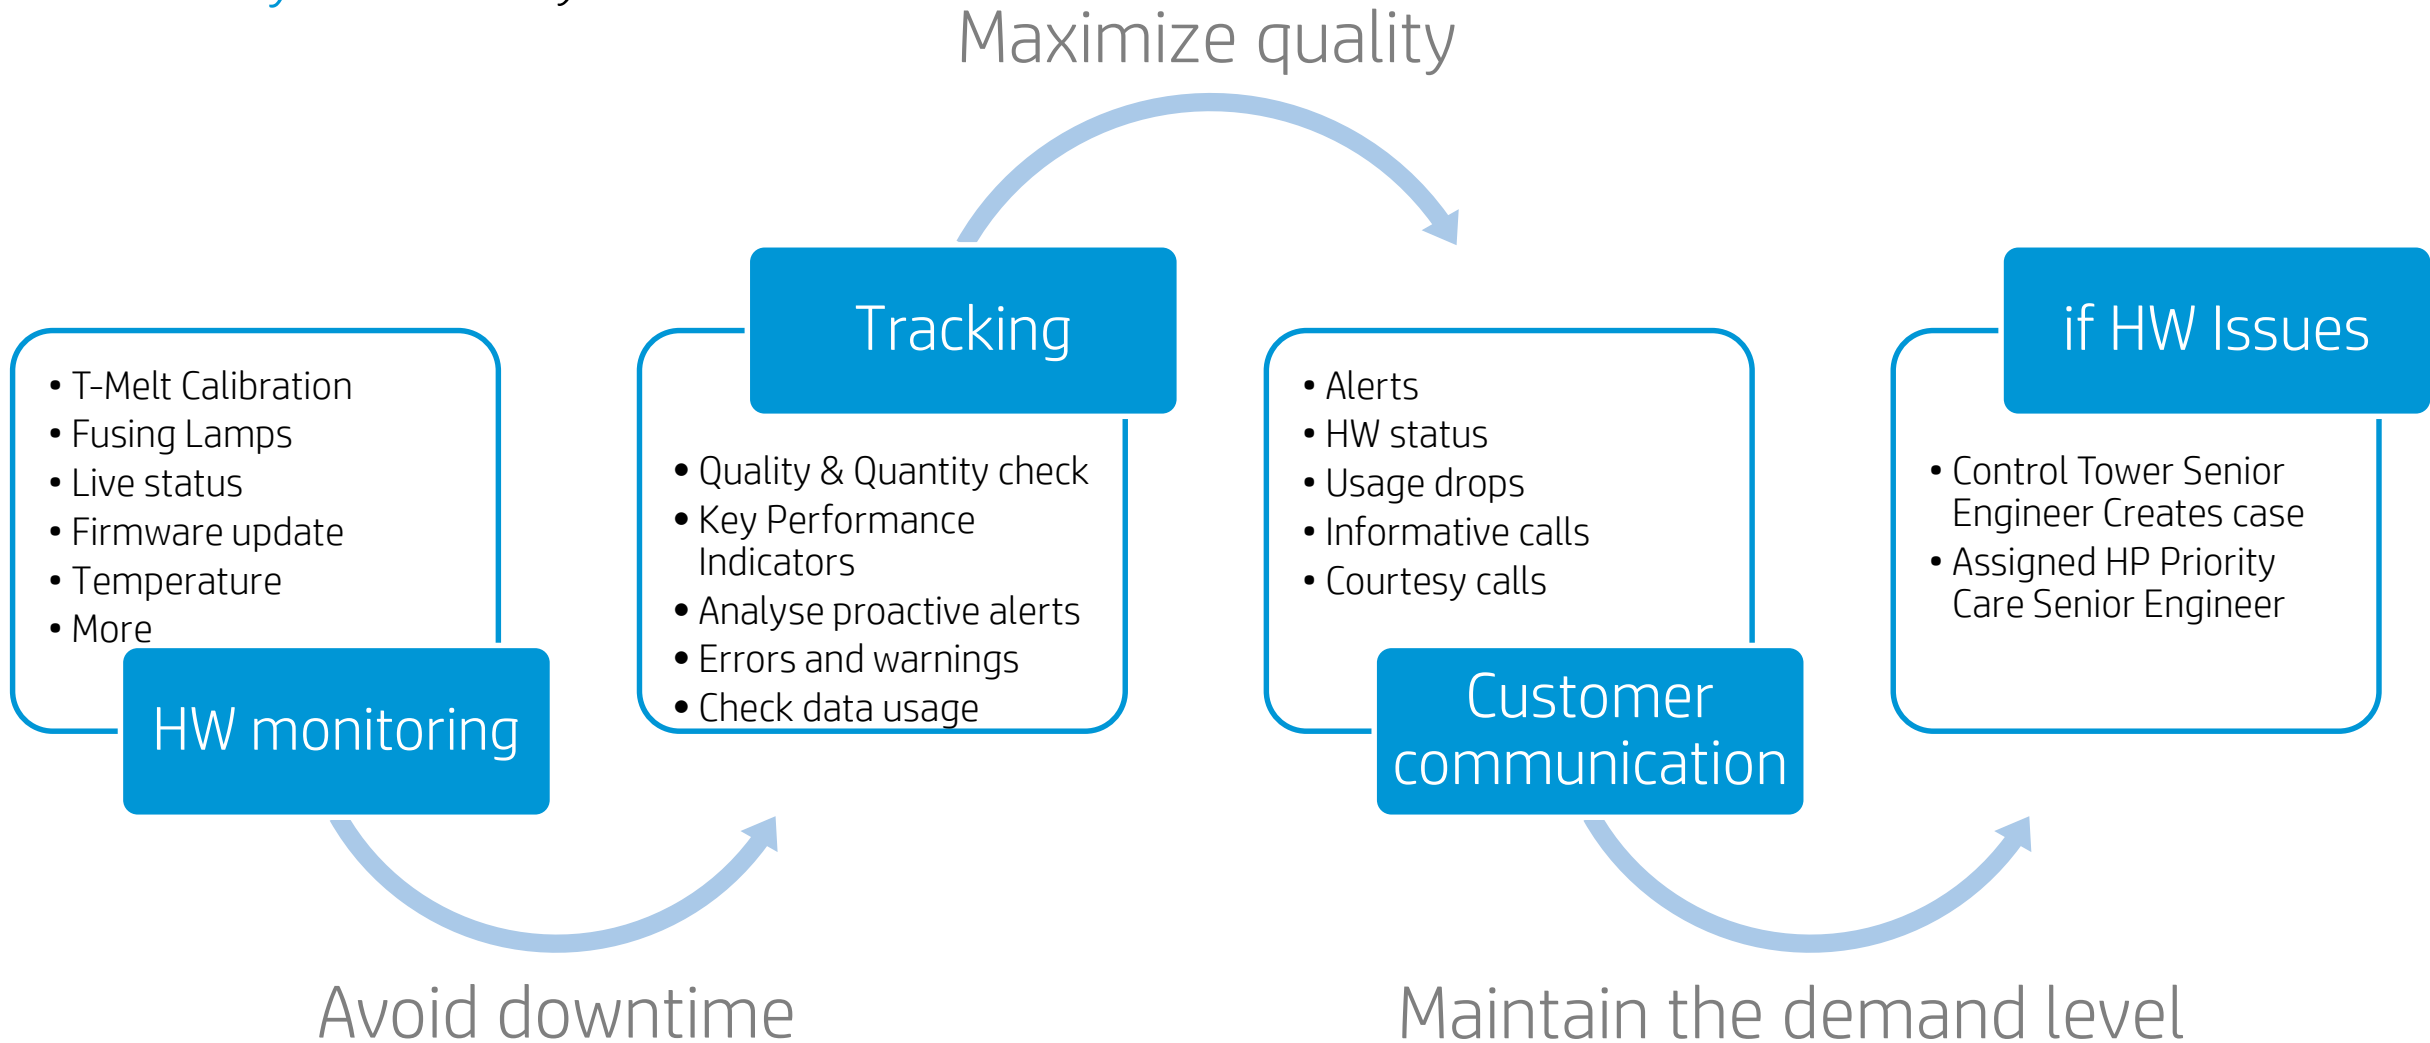 Maximize quality
• T-Melt Calibration
• Fusing Lamps
• Live status
• Firmware update
• Temperature
• More
HW monitoring
Tracking
• Quality & Quantity check
• Key Performance
Indicators
• Analyse proactive alerts
• Errors and warnings
• Check data usage
• Alerts
• HW status
• Usage drops
• Informative calls
• Courtesy calls
Customer
communication
if HW Issues
• Control Tower Senior
Engineer Creates case
• Assigned HP Priority
Care Senior Engineer
Avoid downtime
Maintain the demand level